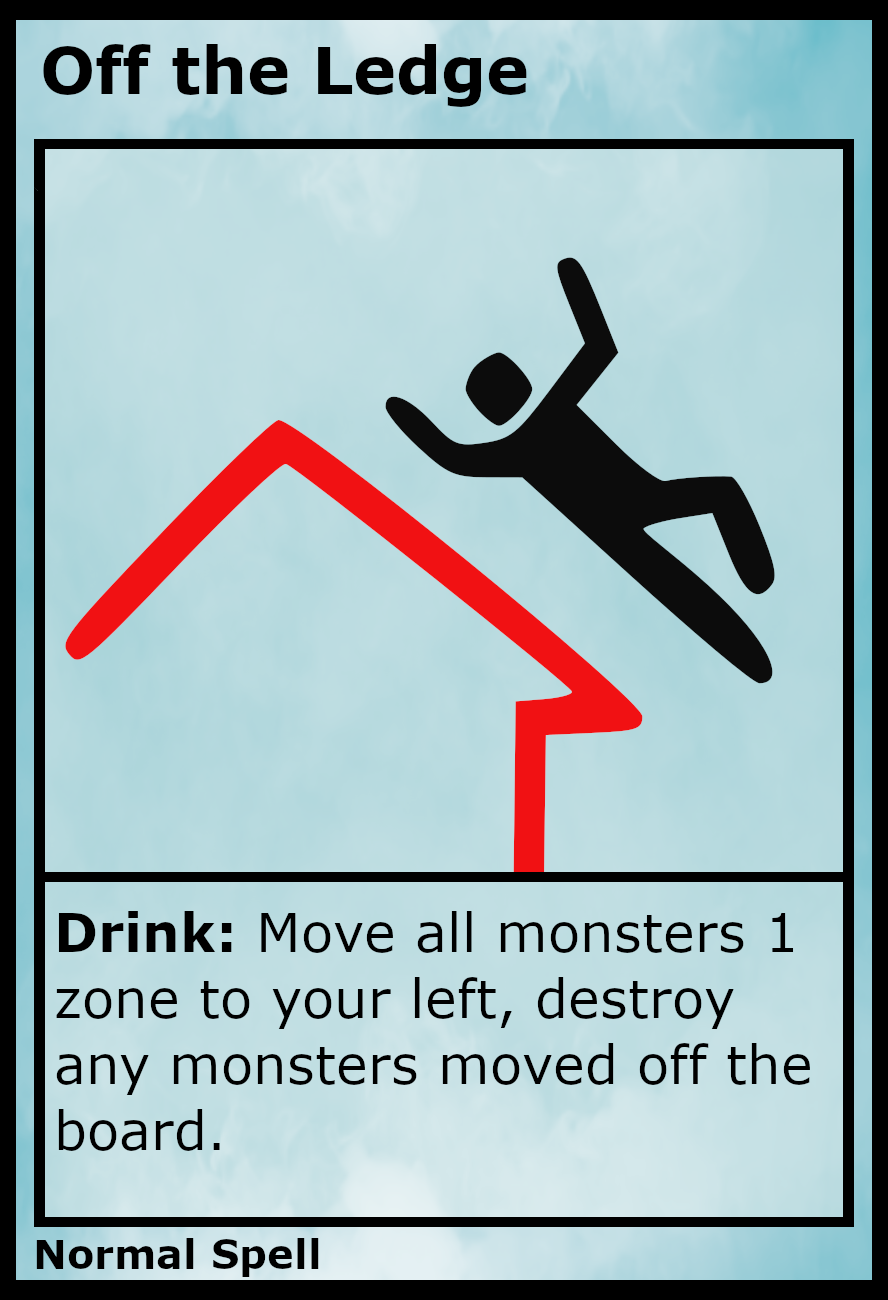 Off the Ledge
Drink: Move all monsters 1
zone to your left, destroy
any monsters moved off the
board.
Normal Spell